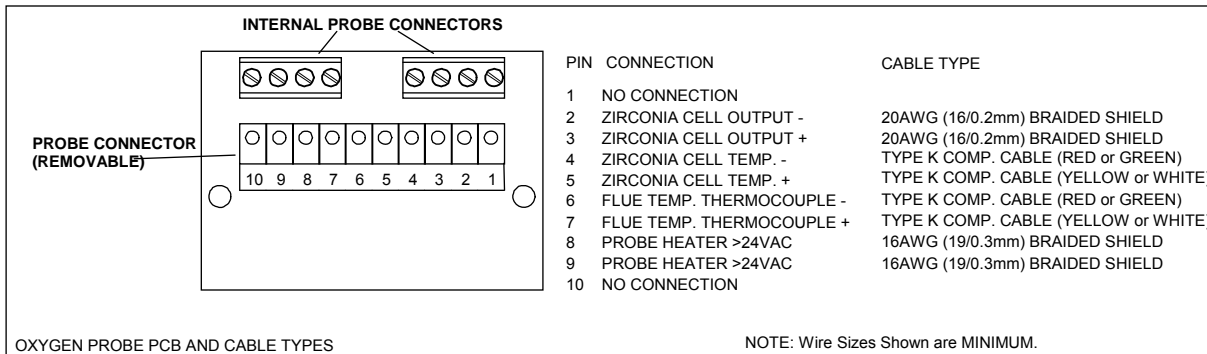 INTERNAL PROBE CONNECTORS
PROBE CONNECTOR
(REMOVABLE)
10 9 8 7 6 5 4 3 2 1
PIN CONNECTION CABLE TYPE
1 NO CONNECTION
2 ZIRCONIA CELL OUTPUT - 20AWG (16/0.2mm) BRAIDED SHIELD
3 ZIRCONIA CELL OUTPUT + 20AWG (16/0.2mm) BRAIDED SHIELD
4 ZIRCONIA CELL TEMP. - TYPE K COMP. CABLE (RED or GREEN)
5 ZIRCONIA CELL TEMP. + TYPE K COMP. CABLE (YELLOW or WHITE)
6 FLUE TEMP. THERMOCOUPLE - TYPE K COMP. CABLE (RED or GREEN)
7 FLUE TEMP. THERMOCOUPLE + TYPE K COMP. CABLE (YELLOW or WHITE)
8 PROBE HEATER >24VAC 16AWG (19/0.3mm) BRAIDED SHIELD
9 PROBE HEATER >24VAC 16AWG (19/0.3mm) BRAIDED SHIELD
10 NO CONNECTION
OXYGEN PROBE PCB AND CABLE TYPES NOTE: Wire Sizes Shown are MINIMUM.